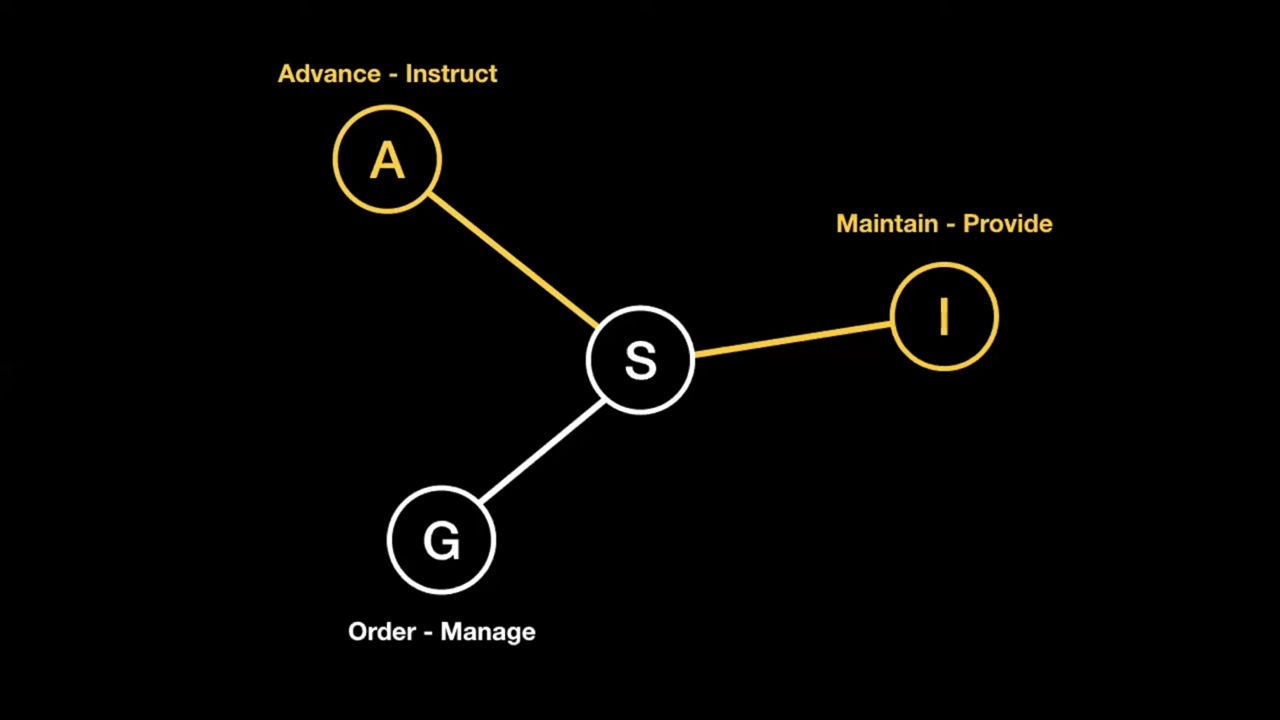 Advance - Instruct
A
Maintain - Provide
I
S
G
Order - Manage